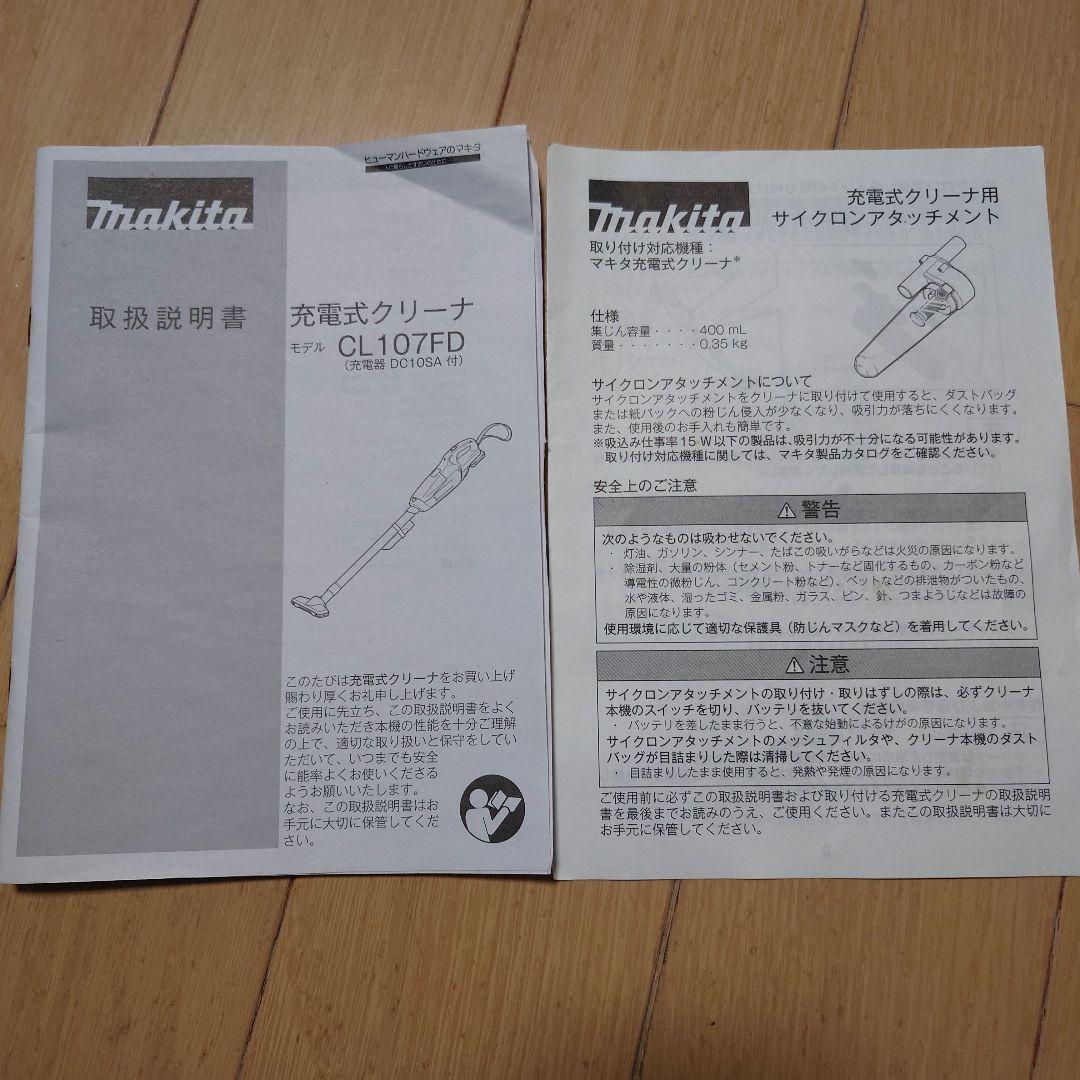 ヒューマンハードウェアのマキタ
makita
取扱説明書
充電式クリーナ
モデル CL107FD
(充電器 DC10SA 付)
このたびは充電式クリーナをお買い上げ
賜わり厚くお礼申し上げます。
ご使用に先立ち、この取扱説明書をよく
お読みいただき本機の性能を十分ご理解
の上で、適切な取り扱いと保守をしてい
ただいて、いつまでも安全
に能率よくお使いくださる
ようお願いいたします。
なお、この取扱説明書はお
手元に大切に保管してくだ
さい。
makita
充電式クリーナ用
サイクロンアタッチメント
取り付け対応機種：
マキタ充電式クリーナ※
仕様
集じん容量・・・・400 mL
質量・・・・・・・0.35 kg
サイクロンアタッチメントについて
サイクロンアタッチメントをクリーナに取り付けて使用すると、ダストバッグ
または紙パックへの粉じん侵入が少なくなり、吸引力が落ちにくくなります。
また、使用後のお手入れも簡単です。
※吸込み仕事率15 W以下の製品は、吸引力が不十分になる可能性があります。
取り付け対応機種に関しては、マキタ製品カタログをご確認ください。
安全上のご注意
⚠ 警告
次のようなものは吸わせないでください。
・ 灯油、ガソリン、シンナー、たばこの吸いがらなどは火災の原因になります。
・ 除湿剤、大量の粉体（セメント粉、トナーなど固化するもの、カーボン粉など
導電性の微粉じん、コンクリート粉など）、ペットなどの排泄物がついたもの、
水や液体、湿ったゴミ、金属粉、ガラス、ピン、針、つまようじなどは故障の
原因になります。
使用環境に応じて適切な保護具（防じんマスクなど）を着用してください。
⚠ 注意
サイクロンアタッチメントの取り付け・取りはずしの際は、必ずクリーナ
本機のスイッチを切り、バッテリを抜いてください。
・ バッテリを差したまま行うと、不意な始動によるけがの原因になります。
サイクロンアタッチメントのメッシュフィルタや、クリーナ本機のダスト
バッグが目詰まりした際は清掃してください。
・ 目詰まりしたまま使用すると、発熱や発煙の原因になります。
ご使用前に必ずこの取扱説明書および取り付ける充電式クリーナの取扱説明
書を最後までお読みのうえ、ご使用ください。またこの取扱説明書は大切に
お手元に保管してください。